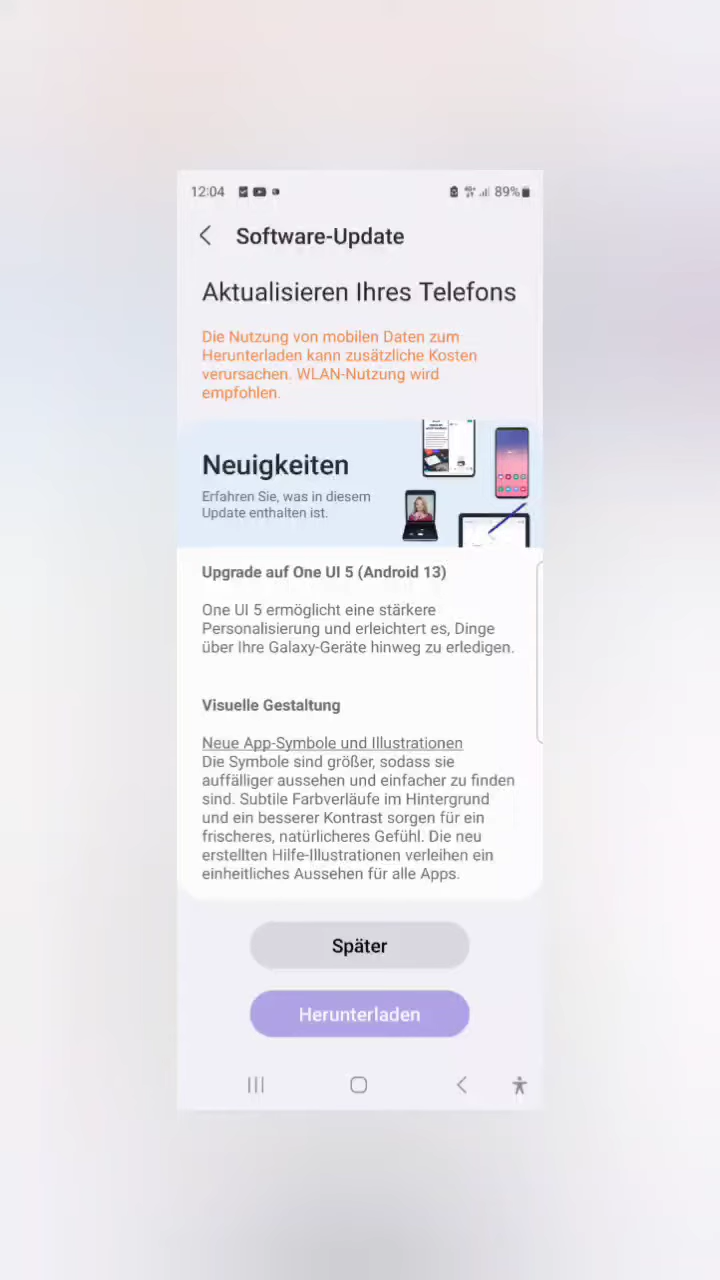 12:04
89%
Software-Update
Aktualisieren Ihres Telefons
Die Nutzung von mobilen Daten zum
Herunterladen kann zusätzliche Kosten
verursachen. WLAN-Nutzung wird
empfohlen.
Neuigkeiten
Erfahren Sie, was in diesem
Update enthalten ist.
Upgrade auf One UI 5 (Android 13)
One UI 5 ermöglicht eine stärkere
Personalisierung und erleichtert es, Dinge
über Ihre Galaxy-Geräte hinweg zu erledigen.
Visuelle Gestaltung
Neue App-Symbole und Illustrationen
Die Symbole sind größer, sodass sie
auffälliger aussehen und einfacher zu finden
sind. Subtile Farbverläufe im Hintergrund
und ein besserer Kontrast sorgen für ein
frischeres, natürlicheres Gefühl. Die neu
erstellten Hilfe-Illustrationen verleihen ein
einheitliches Aussehen für alle Apps.
Später
Herunterladen